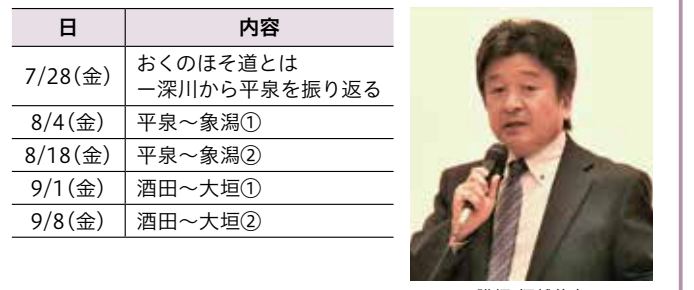 日 内容
7/28(金) おくのほそ道とは
ー深川から平泉を振り返る
8/4(金) 平泉～象潟①
8/18(金) 平泉～象潟②
9/1(金) 酒田～大垣①
9/8(金) 酒田～大垣②